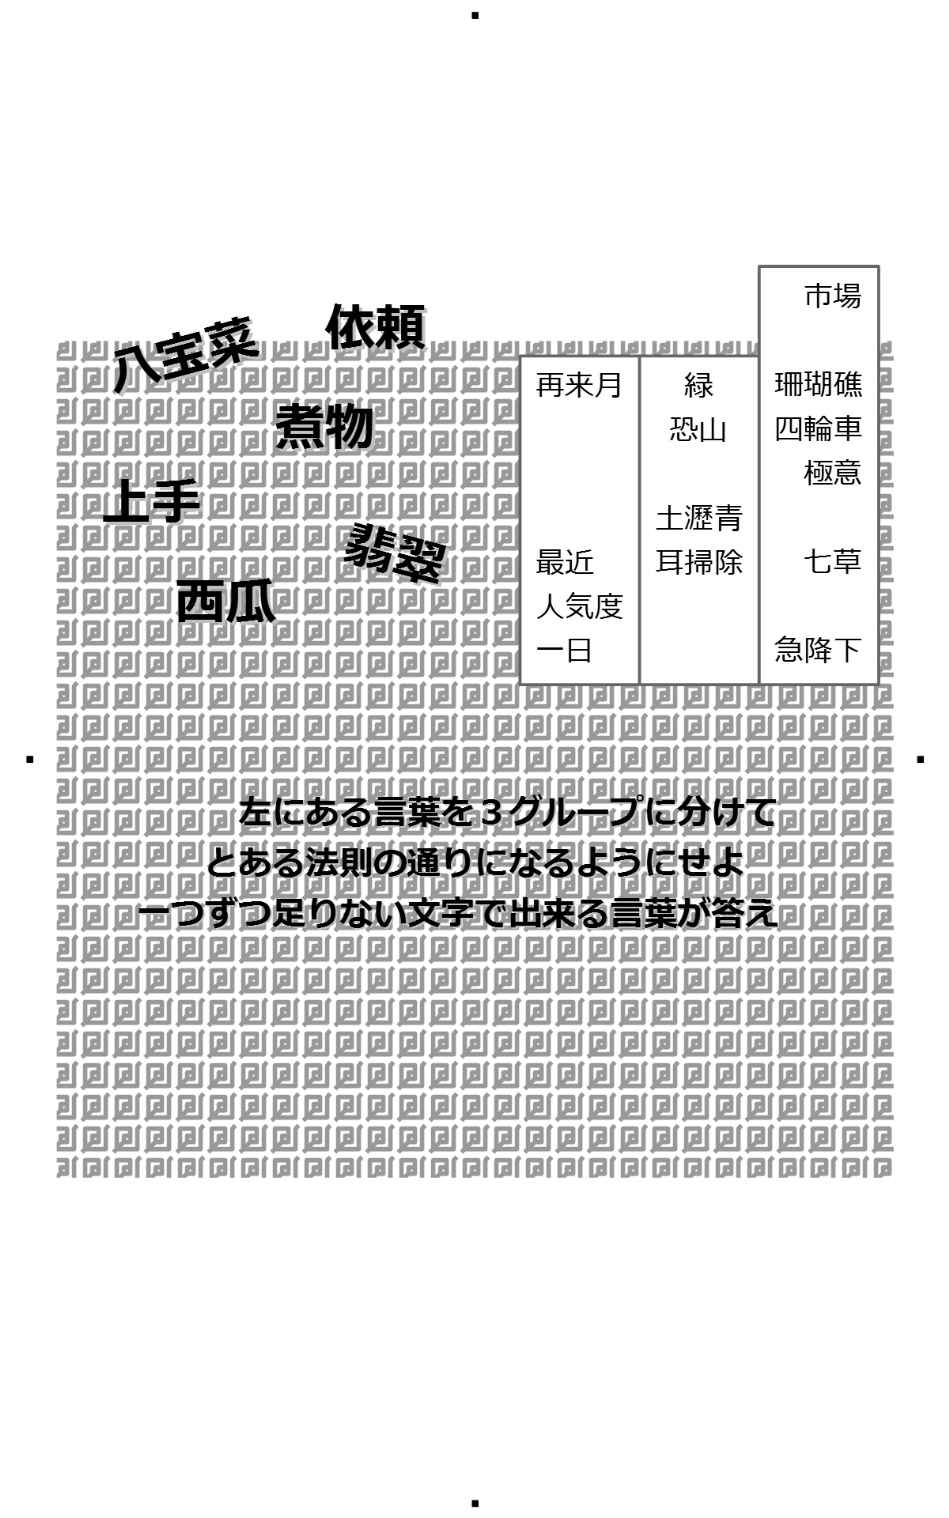 八宝菜
依頼
煮物
上手
翡翠
西瓜
再来月
最近
人気度
一日
緑
恐山
土瀝青
耳掃除
市場
珊瑚礁
四輪車
極意
七草
急降下
左にある言葉を３グループに分けて
とある法則の通りになるようにせよ
一つずつ足りない文字で出来る言葉が答え